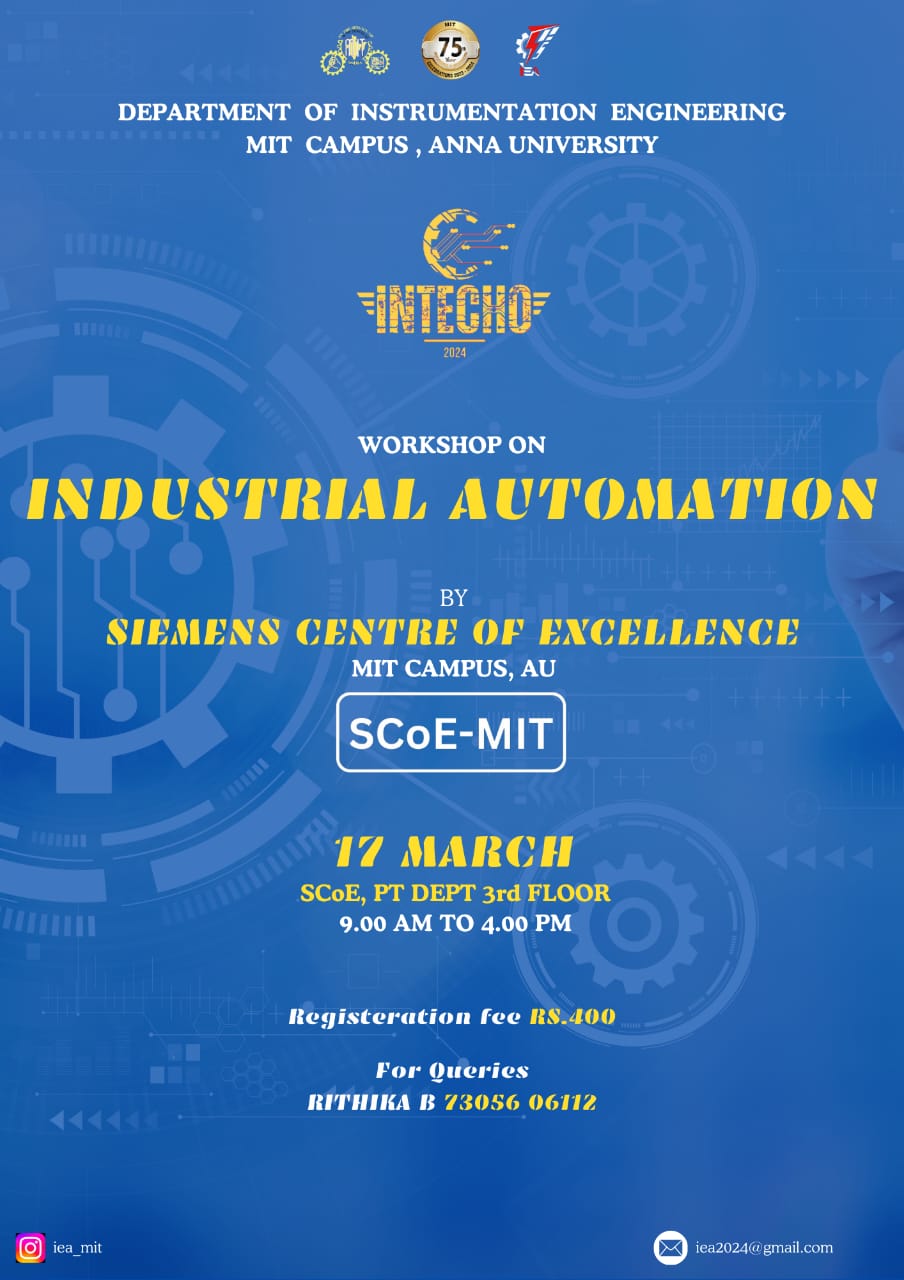 MIT
75
DEPARTMENT OF INSTRUMENTATION ENGINEERING
MIT CAMPUS , ANNA UNIVERSITY
INTECHO
2024
WORKSHOP ON
INDUSTRIAL AUTOMATION
BY
SIEMENS CENTRE OF EXCELLENCE
MIT CAMPUS, AU
SCoE-MIT
17 MARCH
SCoE, PT DEPT 3rd FLOOR
9.00 AM TO 4.00 PM
Registeration fee RS.400
For Queries
RITHIKA B 73056 06112
iea_mit
iea2024@gmail.com